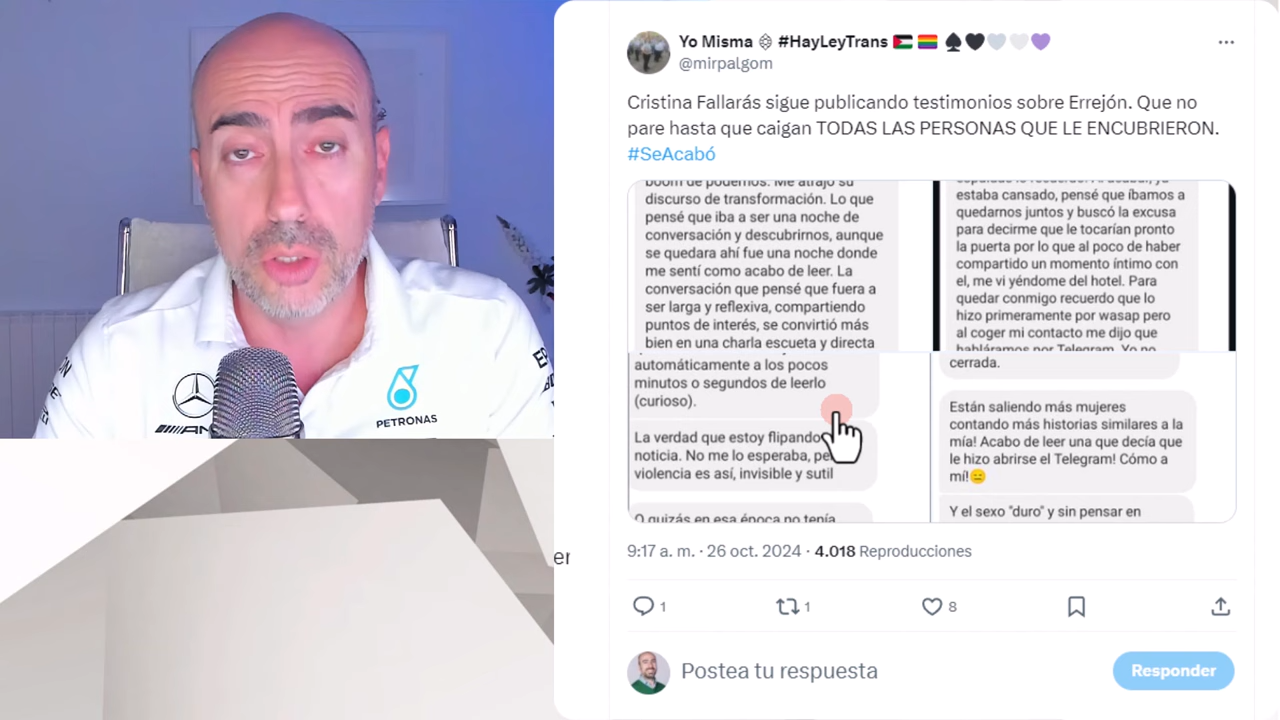 Yo Misma #HayLeyTrans
@mirpalgom
Cristina Fallarás sigue publicando testimonios sobre Errejón. Que no
pare hasta que caigan TODAS LAS PERSONAS QUE LE ENCUBRIERON.
#SeAcabó
boom de podemos. Me atrajo su
discurso de transformación. Lo que
pensé que iba a ser una noche de
conversación y descubrirnos, aunque
se quedara ahí fue una noche donde
me sentí como acabo de leer. La
conversación que pensé que fuera a
ser larga y reflexiva, compartiendo
puntos de interés, se convirtió más
bien en una charla escueta y directa
estaba cansado, pensé que íbamos a
quedarnos juntos y buscó la excusa
para decirme que le tocarían pronto
la puerta por lo que al poco de haber
compartido un momento íntimo con
el, me vi yéndome del hotel. Para
quedar conmigo recuerdo que lo
hizo primeramente por wasap pero
al coger mi contacto me dijo que
habláramos por Telegram. Yo no
automáticamente a los pocos
minutos o segundos de leerlo
(curioso).
La verdad que estoy flipando
noticia. No me lo esperaba,
violencia es así, invisible y sutil
O quizás en esa época no tenía
cerrada.
Están saliendo más mujeres
contando más historias similares a la
mía! Acabo de leer una que decía que
le hizo abrirse el Telegram! Cómo a
mí!😑
Y el sexo "duro" y sin pensar en
9:17 a. m. · 26 oct. 2024 · 4.018 Reproducciones
1
1
8
Postea tu respuesta
Responder
PETRONAS